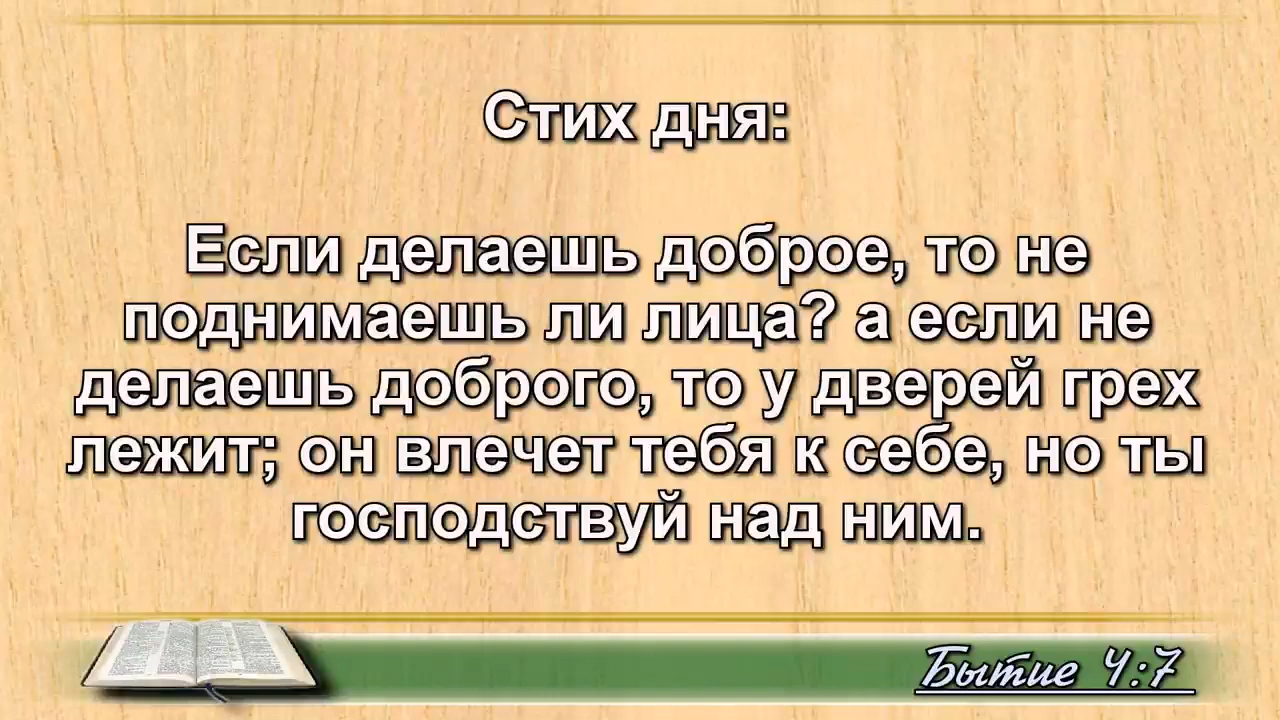 Стих дня:
Если делаешь доброе, то не
поднимаешь ли лица? а если не
делаешь доброго, то у дверей грех
лежит; он влечет тебя к себе, но ты
господствуй над ним.
Бытие 4:7